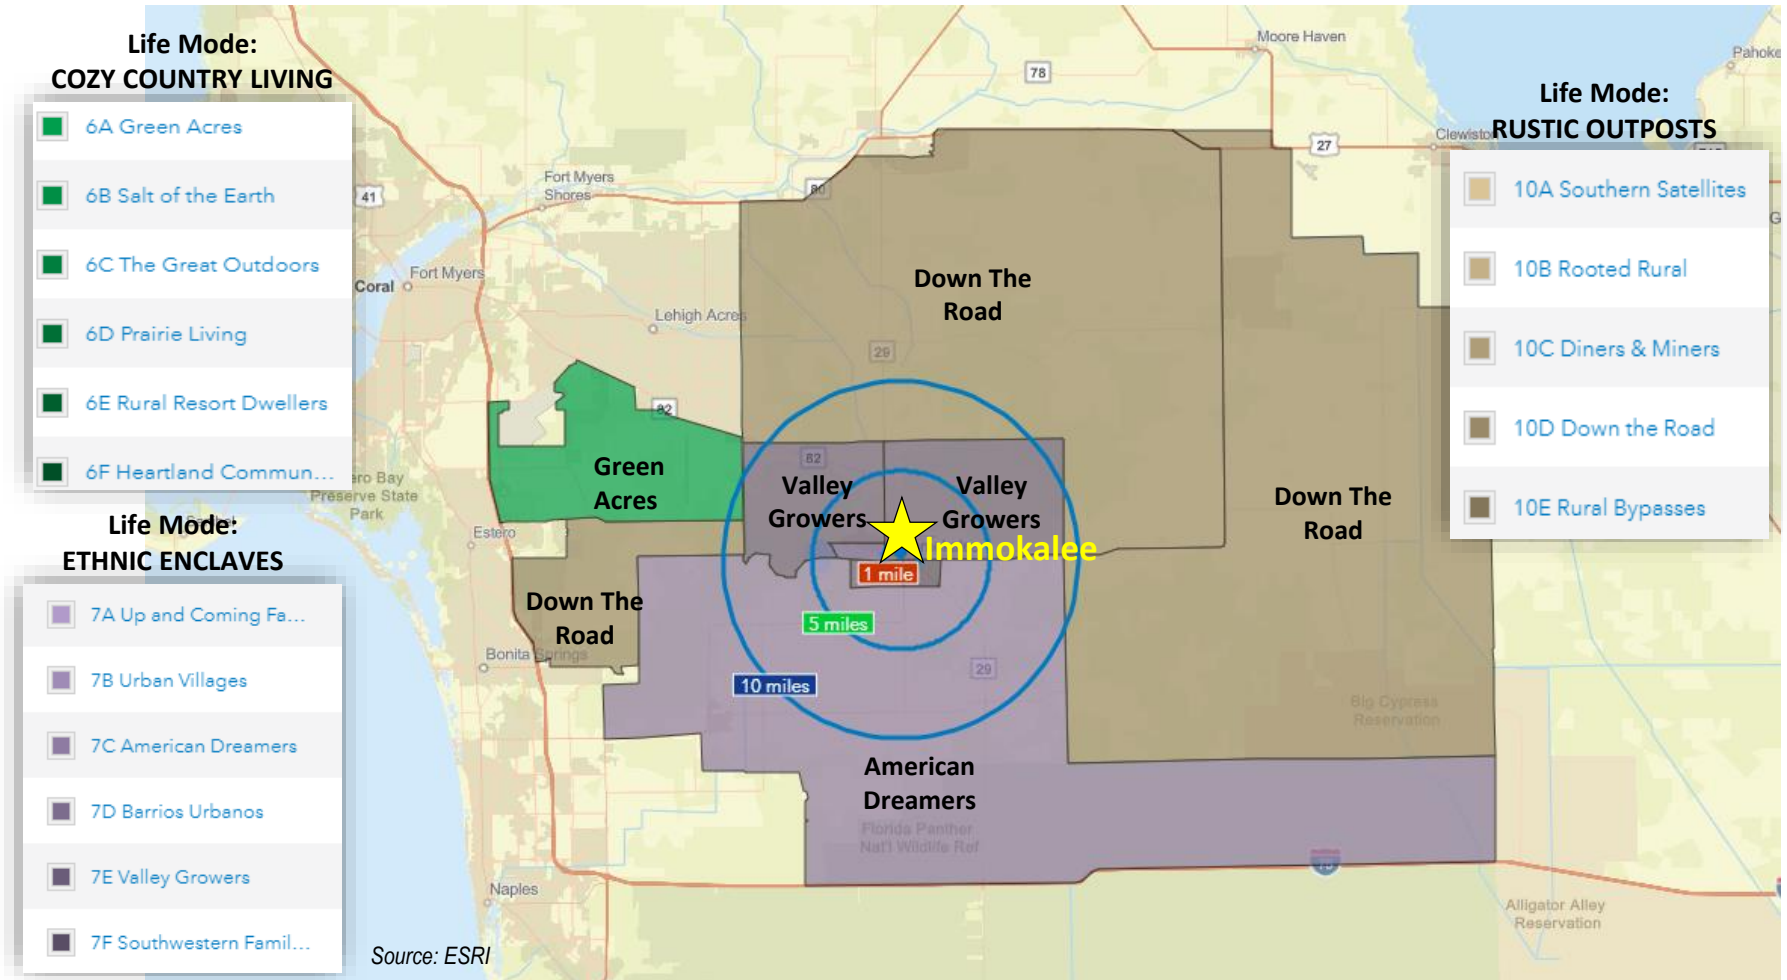 Life Mode:
COZY COUNTRY LIVING
6A Green Acres
6B Salt of the Earth
6C The Great Outdoors
6D Prairie Living
6E Rural Resort Dwellers
6F Heartland Commun...
Life Mode:
ETHNIC ENCLAVES
7A Up and Coming Fa...
7B Urban Villages
7C American Dreamers
7D Barrios Urbanos
7E Valley Growers
7F Southwestern Famil...
Source: ESRI
Life Mode:
RUSTIC OUTPOSTS
10A Southern Satellites
10B Rooted Rural
10C Diners & Miners
10D Down the Road
10E Rural Bypasses
Moore Haven
Pahoke
78
27
41
80
Fort Myers
Shores
Fort Myers
Coral
Lehigh Acres
29
82
Down The
Road
Green
Acres
82
Valley
Growers
Valley
Growers
Down The
Road
Immokalee
1 mile
5 miles
10 miles
Down The
Road
Preserve State
Park
Estero
Bonita Springs
29
Big Cypress
Reservation
American
Dreamers
Florida Panther
Nat'l Wildlife Ref
75
Naples
Alligator Alley
Reservation